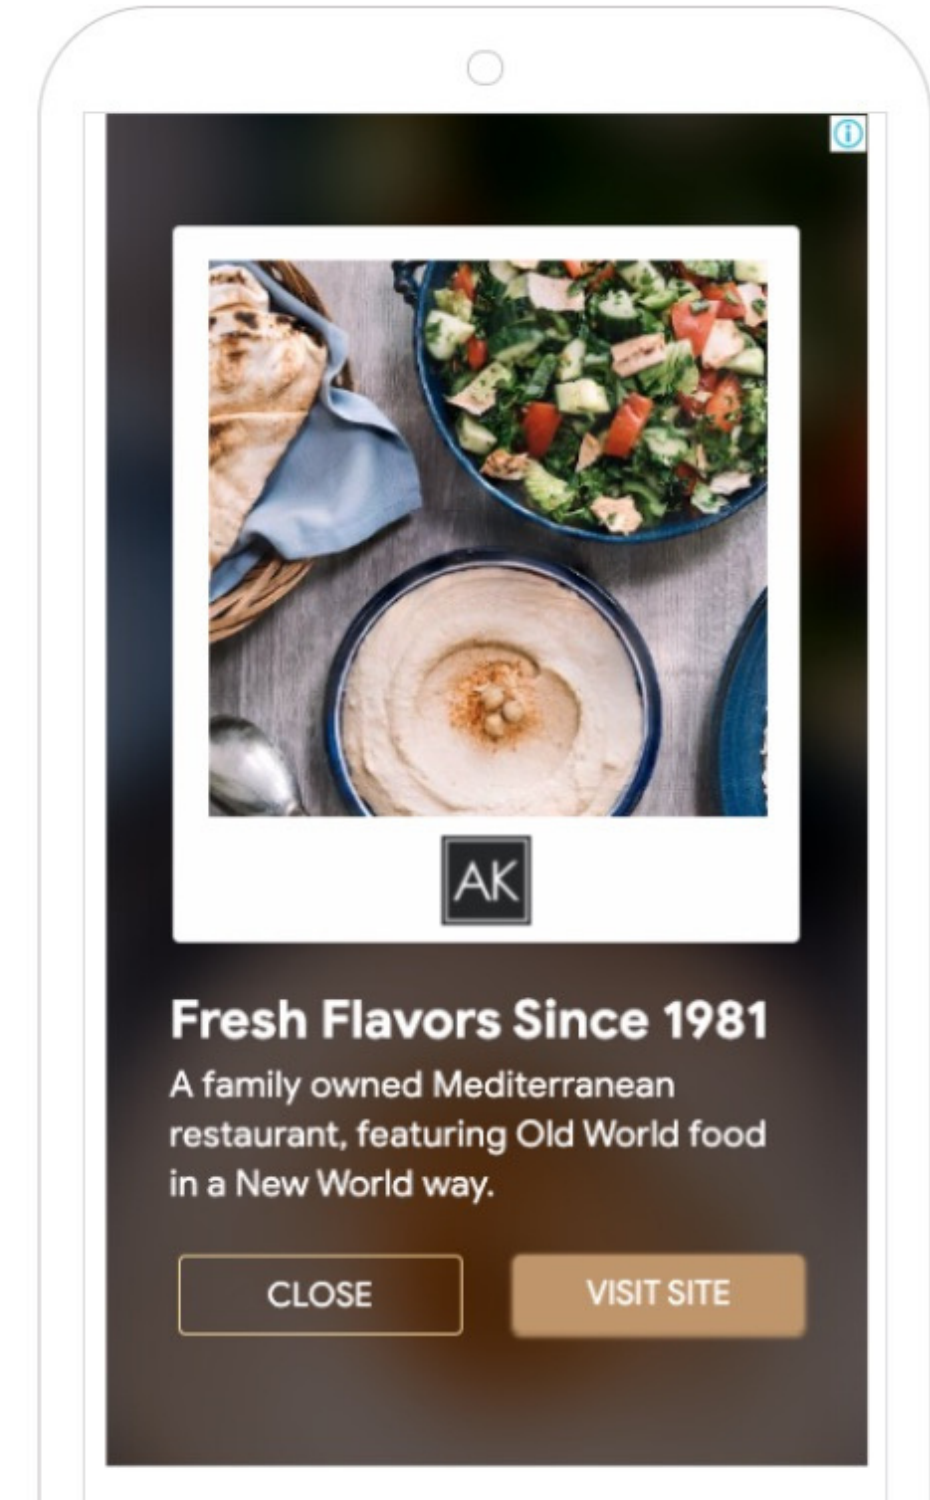 AK
Fresh Flavors Since 1981
A family owned Mediterranean
restaurant, featuring Old World food
in a New World way.
CLOSE
VISIT SITE